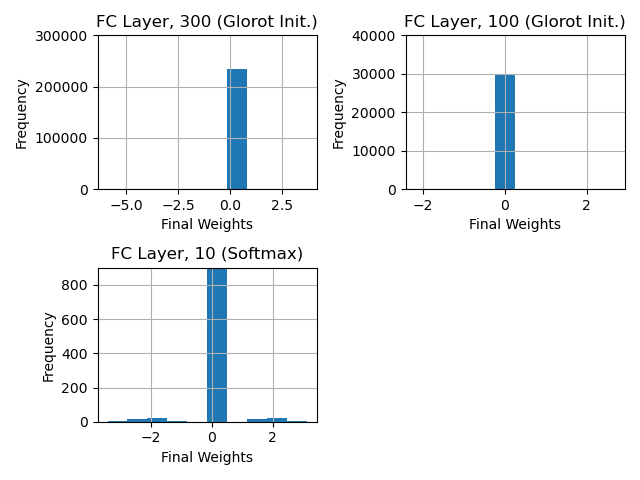 FC Layer, 300 (Glorot Init.)
300000
200000
100000
0
Frequency
−5.0 −2.5 0.0 2.5
Final Weights
FC Layer, 100 (Glorot Init.)
40000
30000
20000
10000
0
Frequency
−2 0 2
Final Weights
FC Layer, 10 (Softmax)
800
600
400
200
0
Frequency
−2 0 2
Final Weights